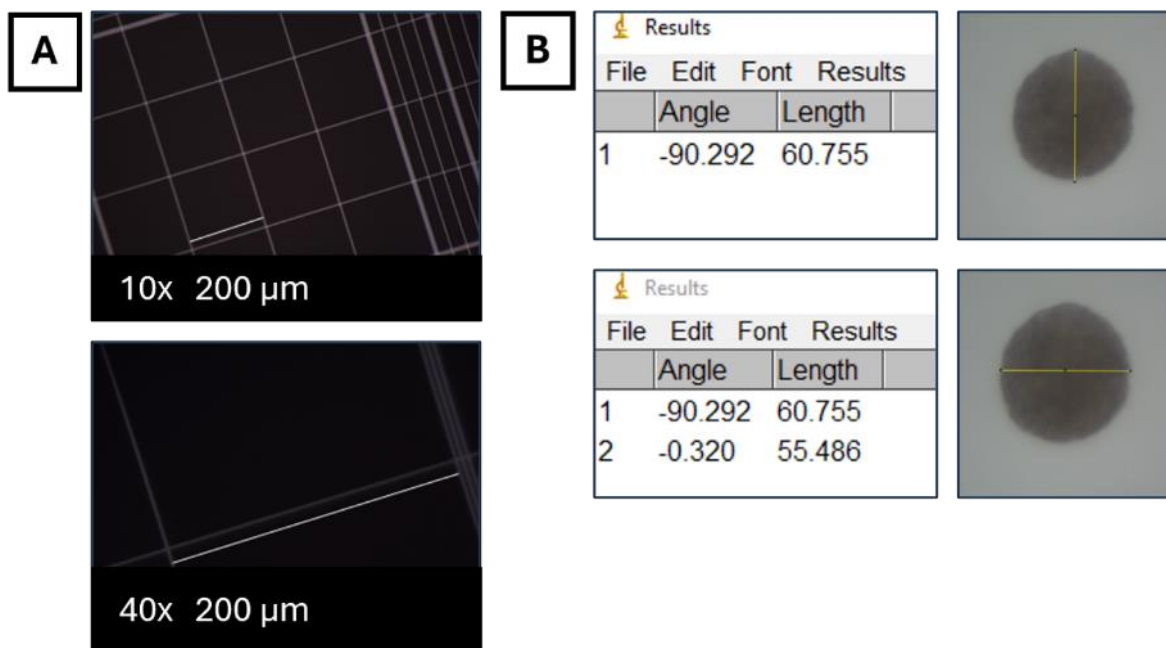 A
10x 200 µm
40x 200 µm
B
Results
File Edit Font Results
Angle Length
1 -90.292 60.755
Results
File Edit Font Results
Angle Length
1 -90.292 60.755
2 -0.320 55.486